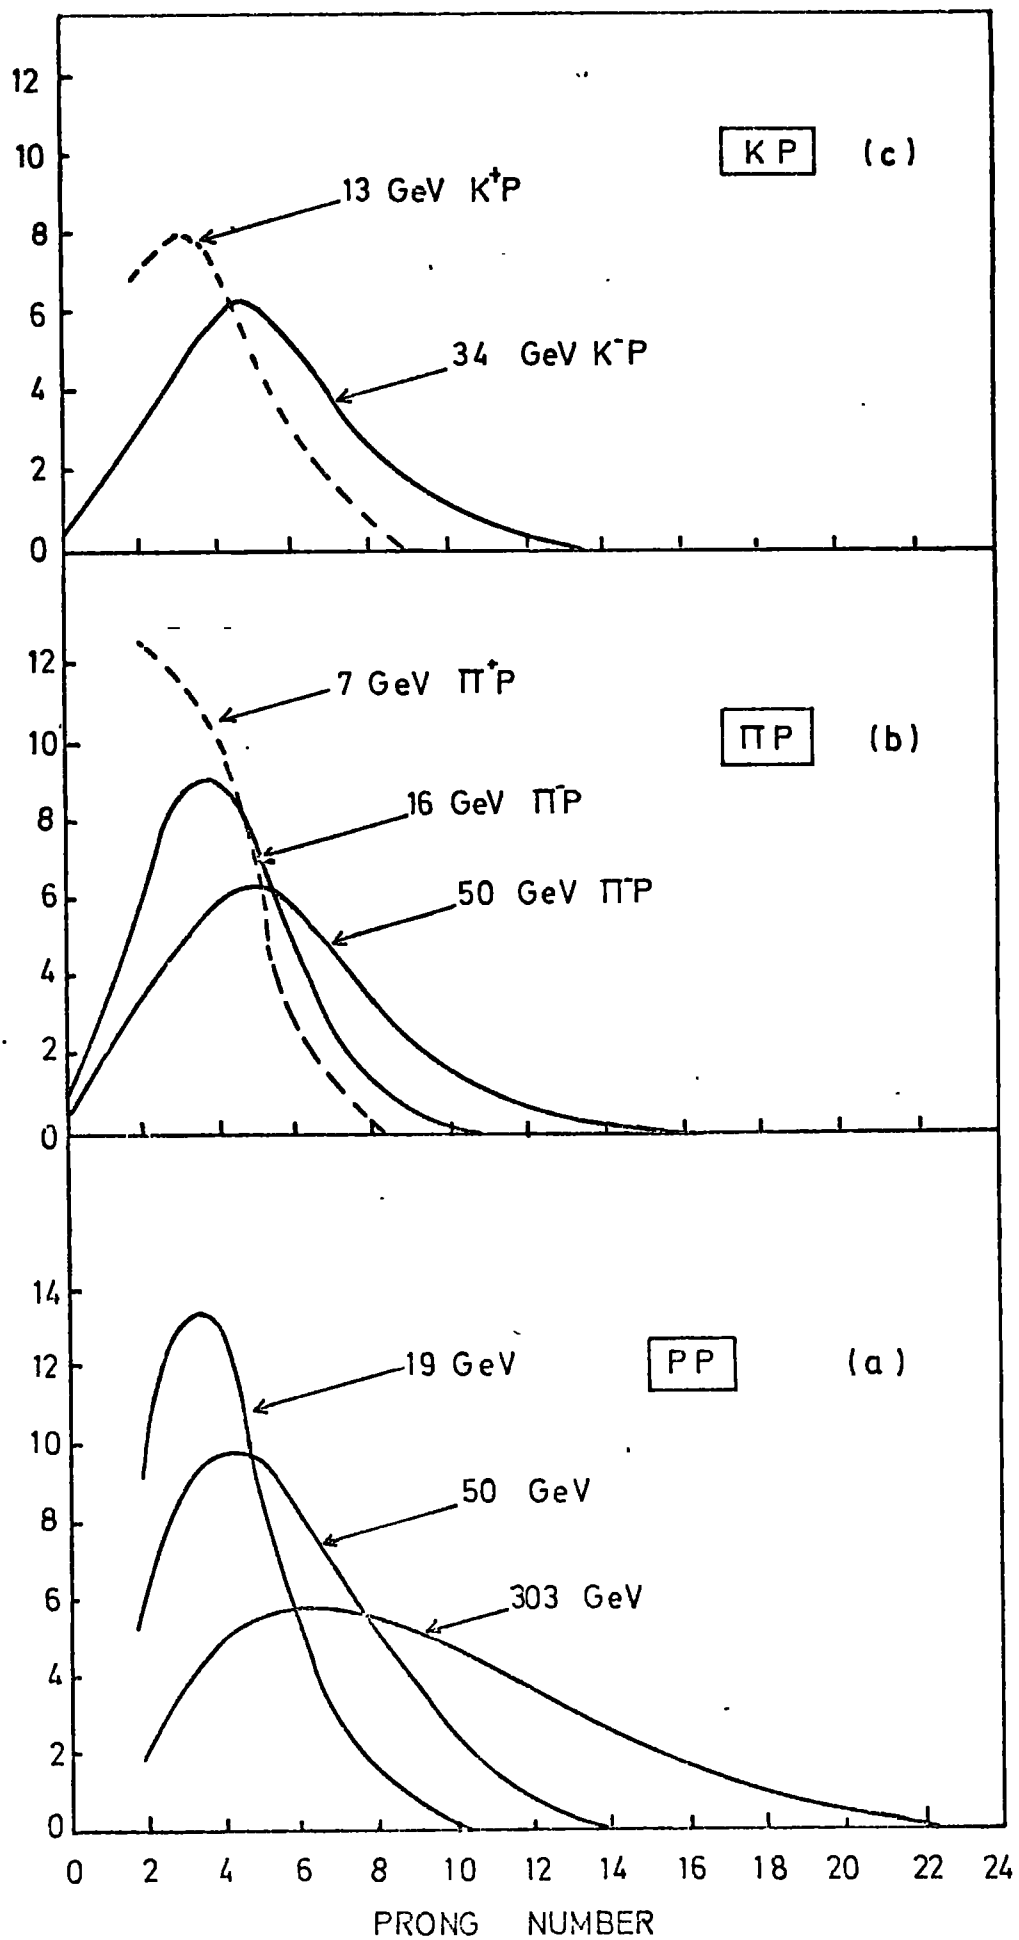 12
10
KP (c)
13 GeV K⁺P
8
6
34 GeV K⁻P
4
2
0
12
7 GeV Π⁺P
10
ΠP (b)
16 GeV Π⁻P
8
50 GeV Π⁻P
6
4
2
0
14
12
19 GeV
PP (a)
10
50 GeV
8
303 GeV
6
4
2
0
0 2 4 6 8 10 12 14 16 18 20 22 24
PRONG NUMBER